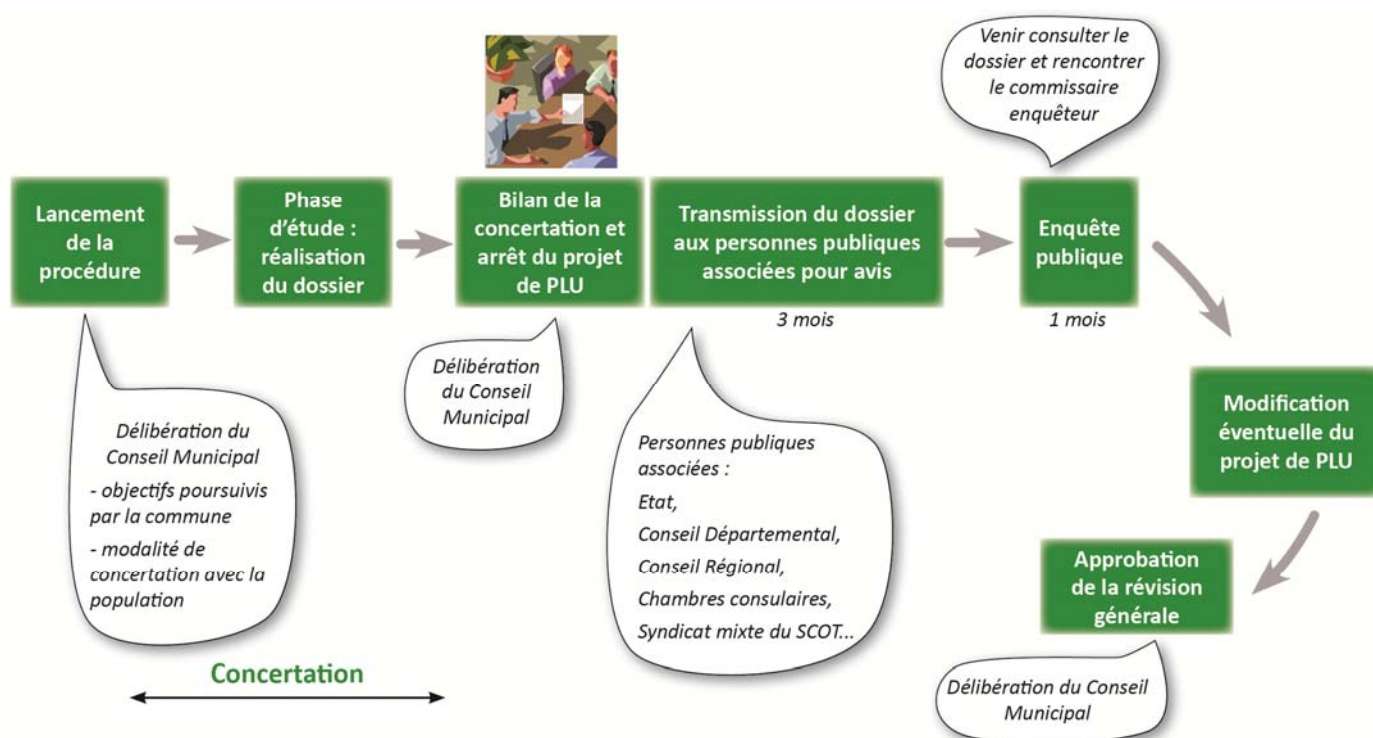 Venir consulter le
dossier et rencontrer
le commissaire
enquêteur
Lancement
de la
procédure
Phase
d'étude :
réalisation
du dossier
Bilan de la
concertation et
arrêt du projet
de PLU
Transmission du dossier
aux personnes publiques
associées pour avis
3 mois
Enquête
publique
1 mois
Délibération du
Conseil Municipal
- objectifs poursuivis
par la commune
- modalité de
concertation avec la
population
Délibération
du Conseil
Municipal
Personnes publiques
associées :
Etat,
Conseil Départemental,
Conseil Régional,
Chambres consulaires,
Syndicat mixte du SCOT...
Modification
éventuelle du
projet de PLU
Approbation
de la révision
générale
Délibération du Conseil
Municipal
Concertation